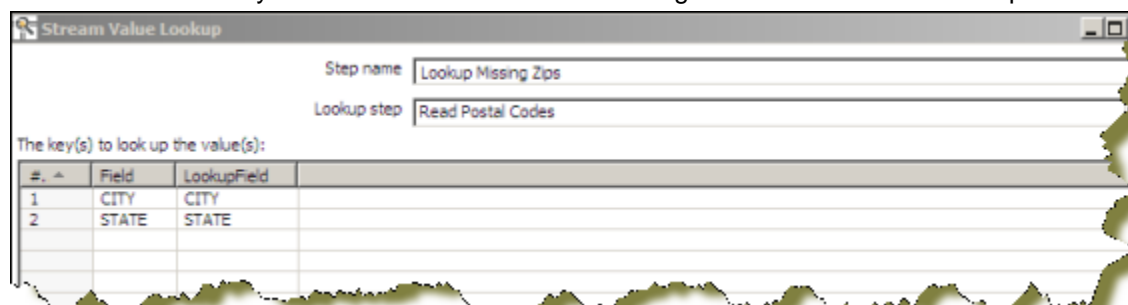 Stream Value Lookup
Step name Lookup Missing Zips
Lookup step Read Postal Codes
The key(s) to look up the value(s):
#. Field LookupField
1 CITY CITY
2 STATE STATE